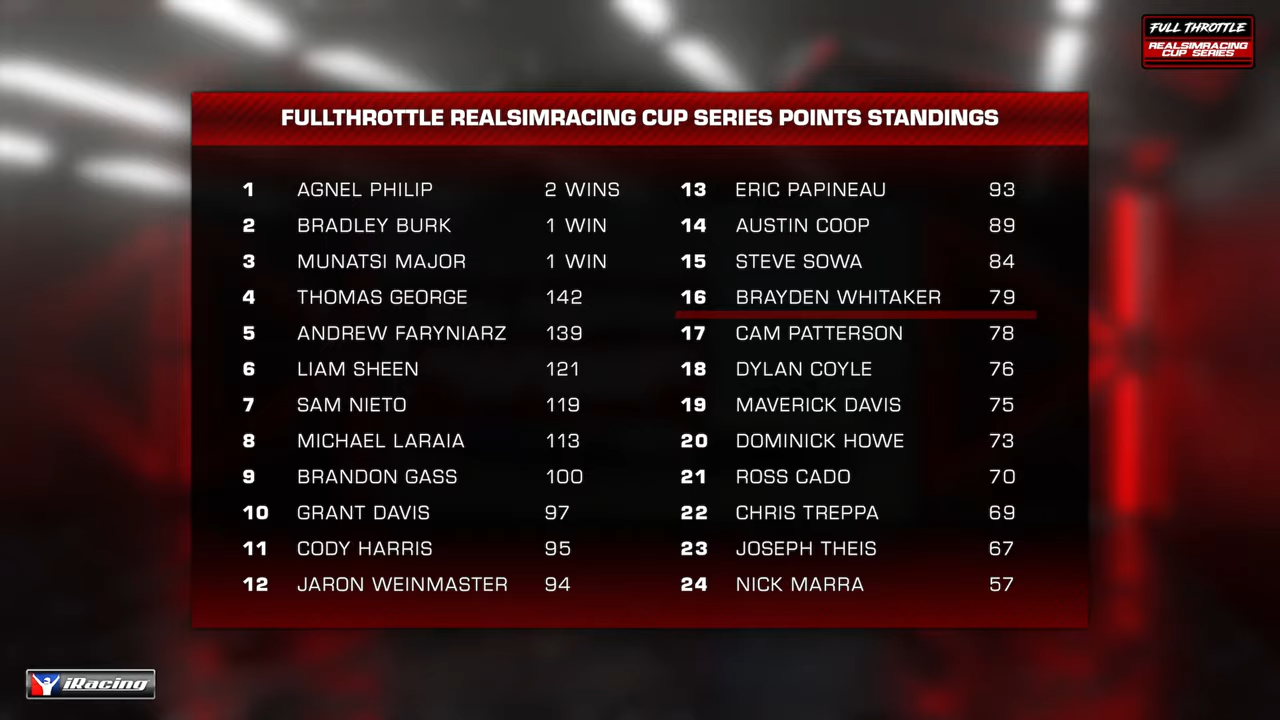 FULL THROTTLE
REALSIMRACING
CUP SERIES
FULLTHROTTLE REALSIMRACING CUP SERIES POINTS STANDINGS
1 AGNEL PHILIP 2 WINS
2 BRADLEY BURK 1 WIN
3 MUNATSI MAJOR 1 WIN
4 THOMAS GEORGE 142
5 ANDREW FARYNIARZ 139
6 LIAM SHEEN 121
7 SAM NIETO 119
8 MICHAEL LARAIA 113
9 BRANDON GASS 100
10 GRANT DAVIS 97
11 CODY HARRIS 95
12 JARON WEINMASTER 94
13 ERIC PAPINEAU 93
14 AUSTIN COOP 89
15 STEVE SOWA 84
16 BRAYDEN WHITAKER 79
17 CAM PATTERSON 78
18 DYLAN COYLE 76
19 MAVERICK DAVIS 75
20 DOMINICK HOWE 73
21 ROSS CADO 70
22 CHRIS TREPPA 69
23 JOSEPH THEIS 67
24 NICK MARRA 57
iRacing